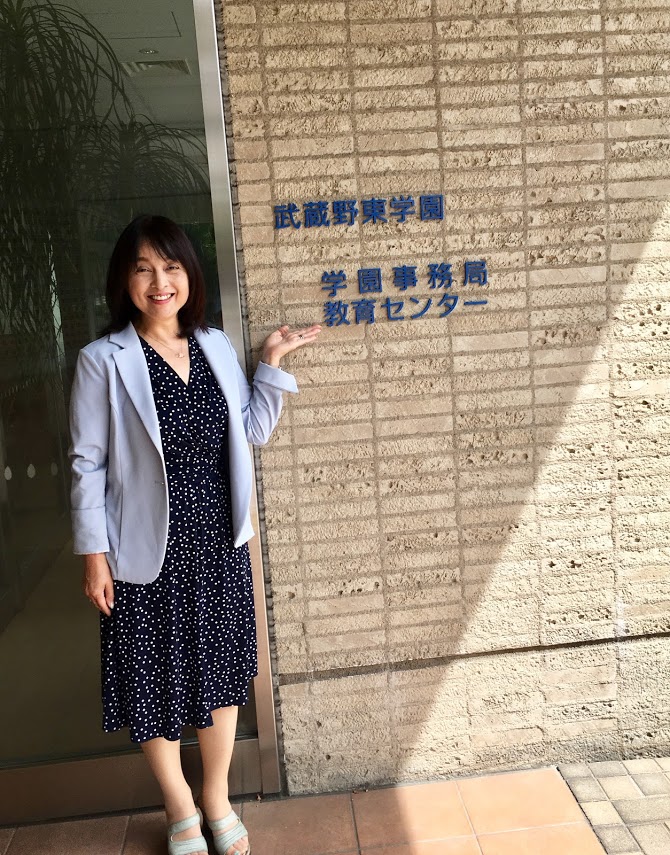 武蔵野東学園
学園事務局
教育センター